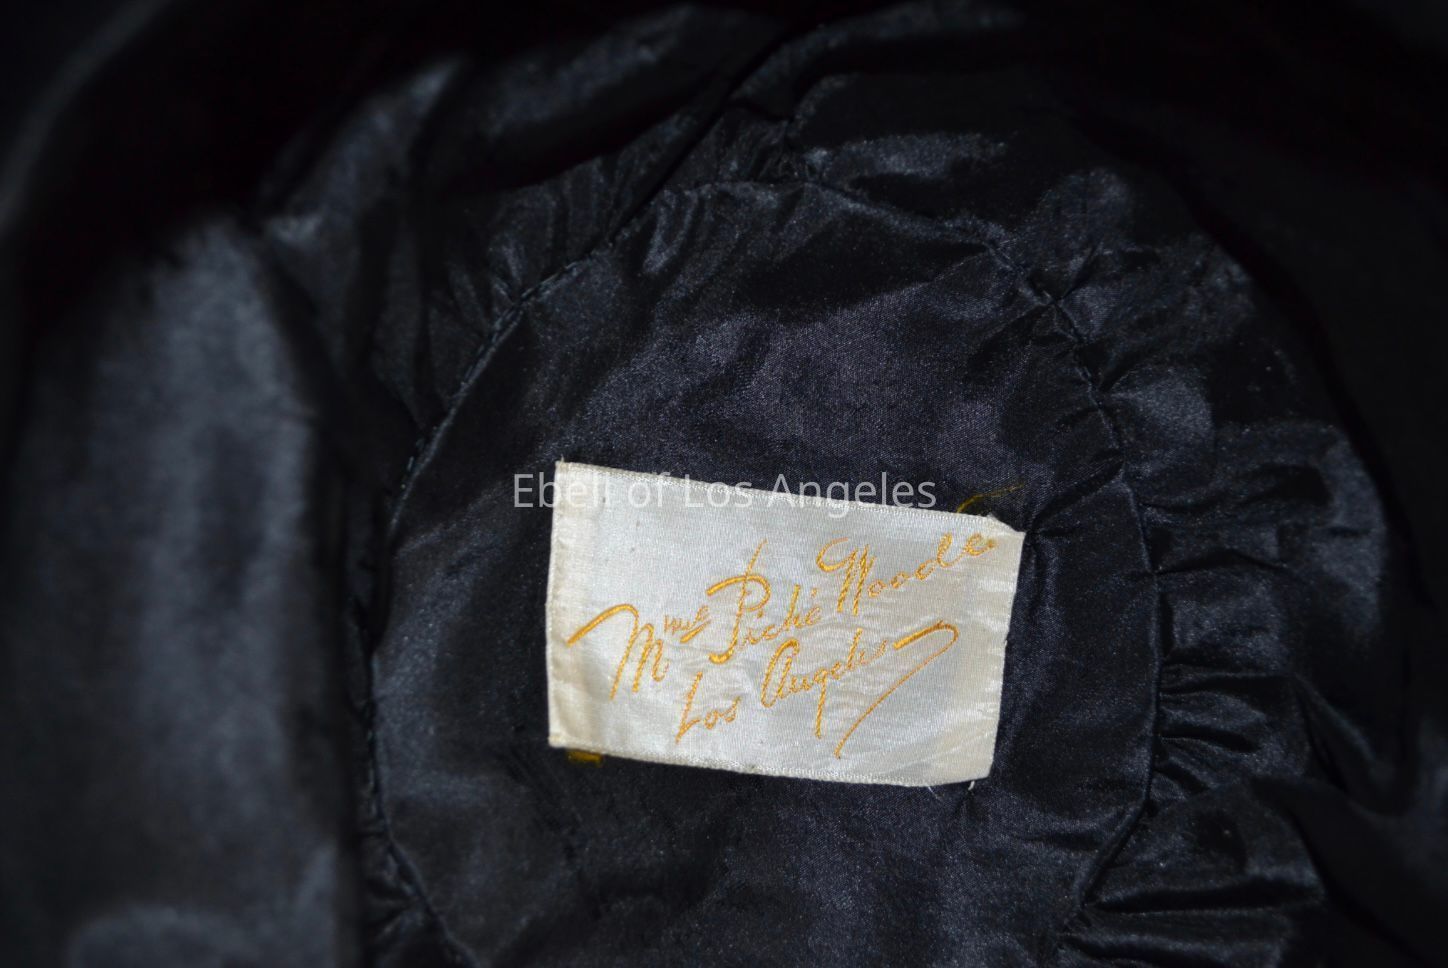 Ebell of Los Angeles
Mme Piché Woode
Los Angeles